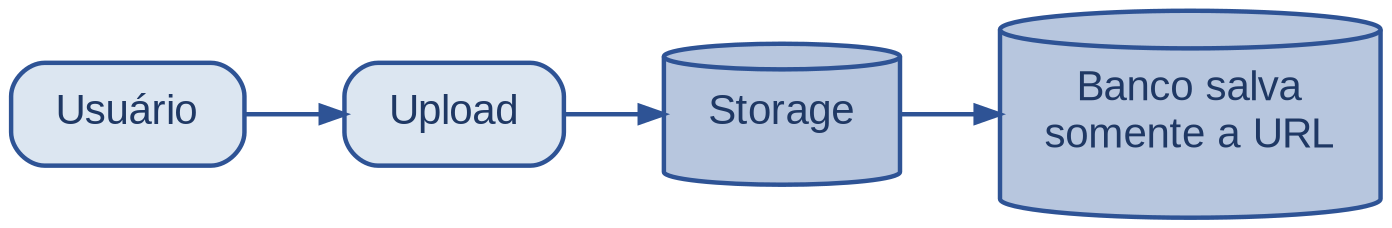 Usuário
Upload
Storage
Banco salva
somente a URL